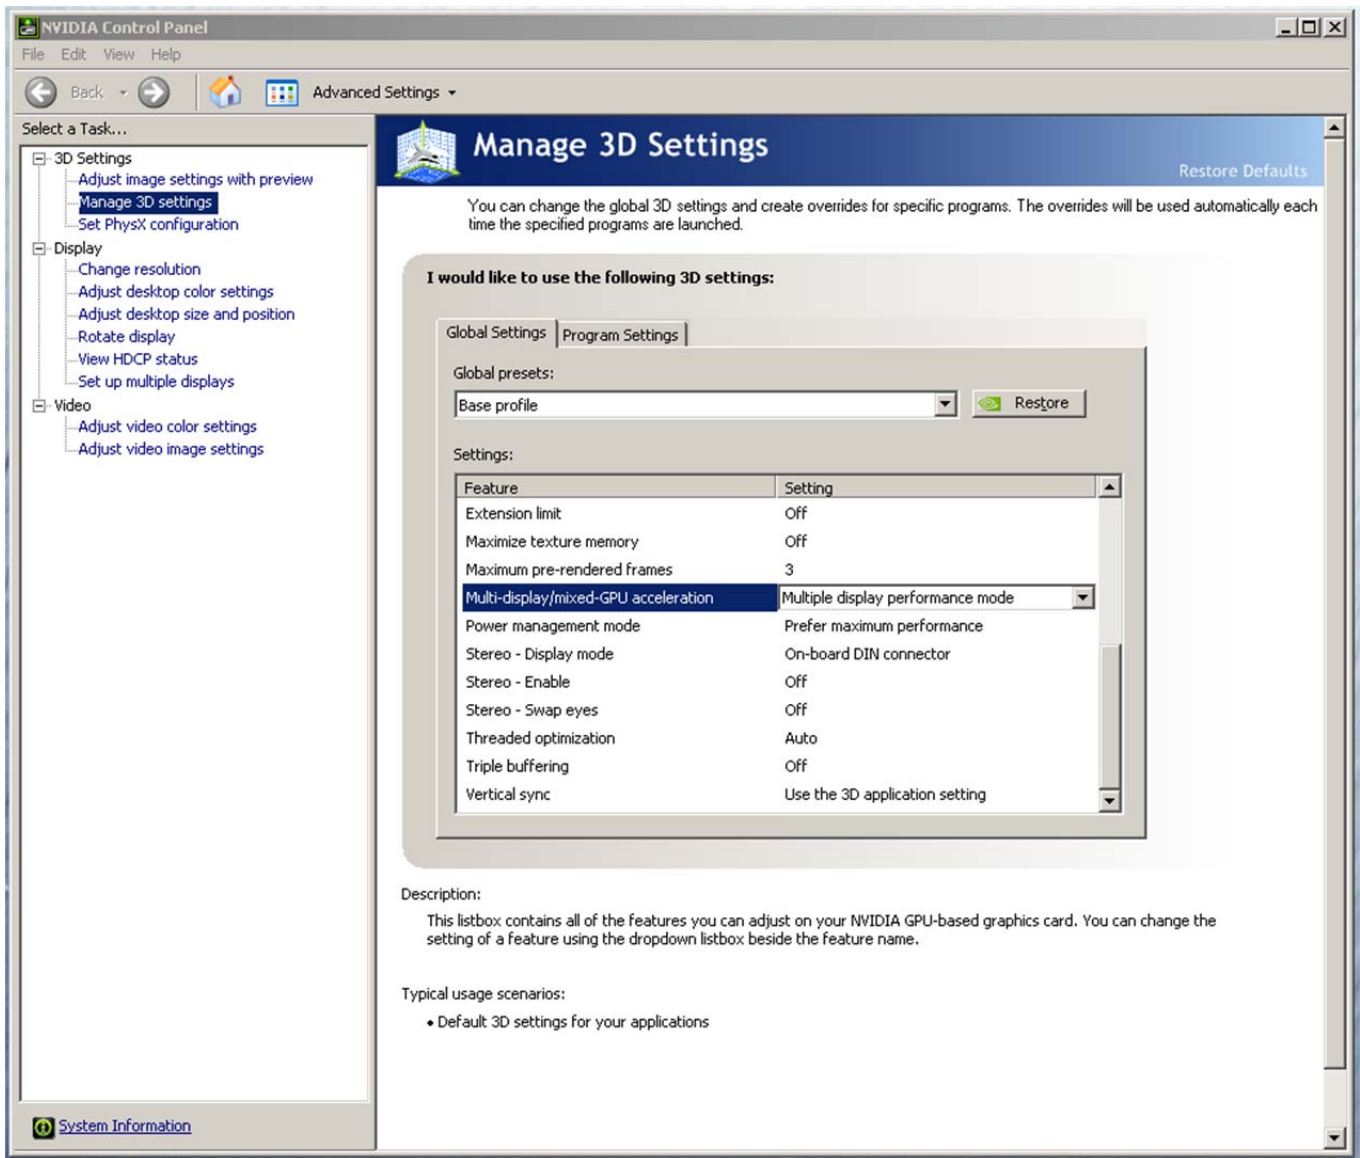 NVIDIA Control Panel
File Edit View Help
Back Advanced Settings
Select a Task...
3D Settings
Adjust image settings with preview
Manage 3D settings
Set PhysX configuration
Display
Change resolution
Adjust desktop color settings
Adjust desktop size and position
Rotate display
View HDCP status
Set up multiple displays
Video
Adjust video color settings
Adjust video image settings
System Information
Manage 3D Settings
Restore Defaults
You can change the global 3D settings and create overrides for specific programs. The overrides will be used automatically each
time the specified programs are launched.
I would like to use the following 3D settings:
Global Settings Program Settings
Global presets:
Base profile Restore
Settings:
Feature Setting
Extension limit Off
Maximize texture memory Off
Maximum pre-rendered frames 3
Multi-display/mixed-GPU acceleration Multiple display performance mode
Power management mode Prefer maximum performance
Stereo - Display mode On-board DIN connector
Stereo - Enable Off
Stereo - Swap eyes Off
Threaded optimization Auto
Triple buffering Off
Vertical sync Use the 3D application setting
Description:
This listbox contains all of the features you can adjust on your NVIDIA GPU-based graphics card. You can change the
setting of a feature using the dropdown listbox beside the feature name.
Typical usage scenarios:
• Default 3D settings for your applications